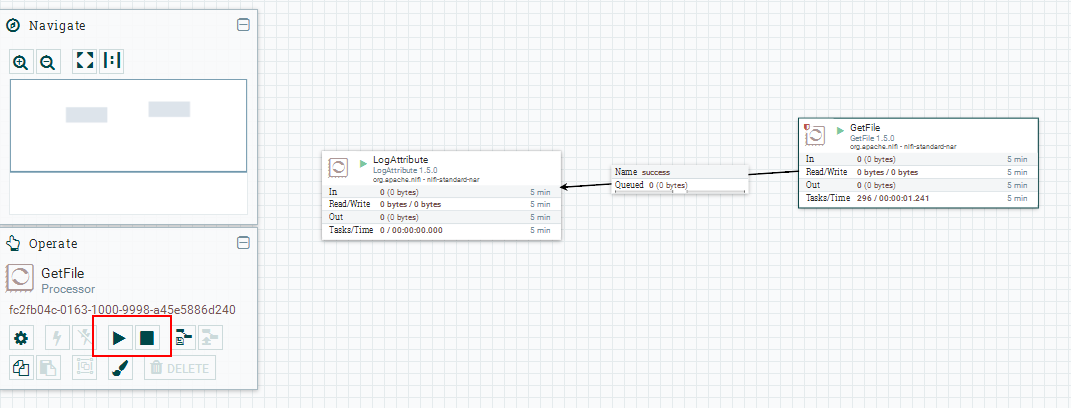 Navigate
Operate
GetFile
Processor
fc2fb04c-0163-1000-9998-a45e5886d240
DELETE
LogAttribute
LogAttribute 1.5.0
org.apache.nifi - nifi-standard-nar
In 0 (0 bytes) 5 min
Read/Write 0 bytes / 0 bytes 5 min
Out 0 (0 bytes) 5 min
Tasks/Time 0 / 00:00:00.000 5 min
Name success
Queued 0 (0 bytes)
GetFile
GetFile 1.5.0
org.apache.nifi - nifi-standard-nar
In 0 (0 bytes) 5 min
Read/Write 0 bytes / 0 bytes 5 min
Out 0 (0 bytes) 5 min
Tasks/Time 296 / 00:00:01.241 5 min